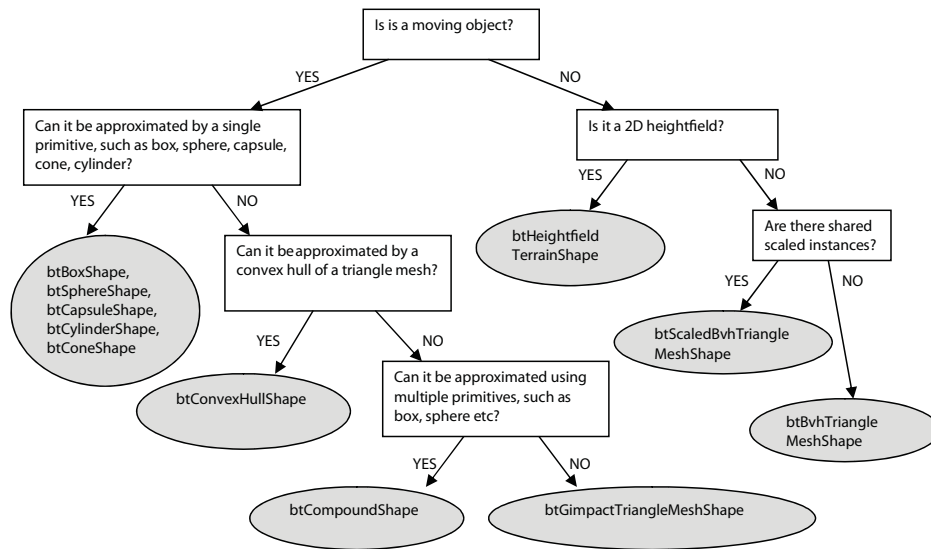 Is is a moving object?
YES
NO
Can it be approximated by a single
primitive, such as box, sphere, capsule,
cone, cylinder?
Is it a 2D heightfield?
YES
NO
YES
NO
Can it be approximated by a
convex hull of a triangle mesh?
btHeightfield
TerrainShape
Are there shared
scaled instances?
btBoxShape,
btSphereShape,
btCapsuleShape,
btCylinderShape,
btConeShape
YES
NO
YES
NO
btScaledBvhTriangle
MeshShape
btConvexHullShape
Can it be approximated using
multiple primitives, such as
box, sphere etc?
btBvhTriangle
MeshShape
YES
NO
btCompoundShape
btGimpactTriangleMeshShape